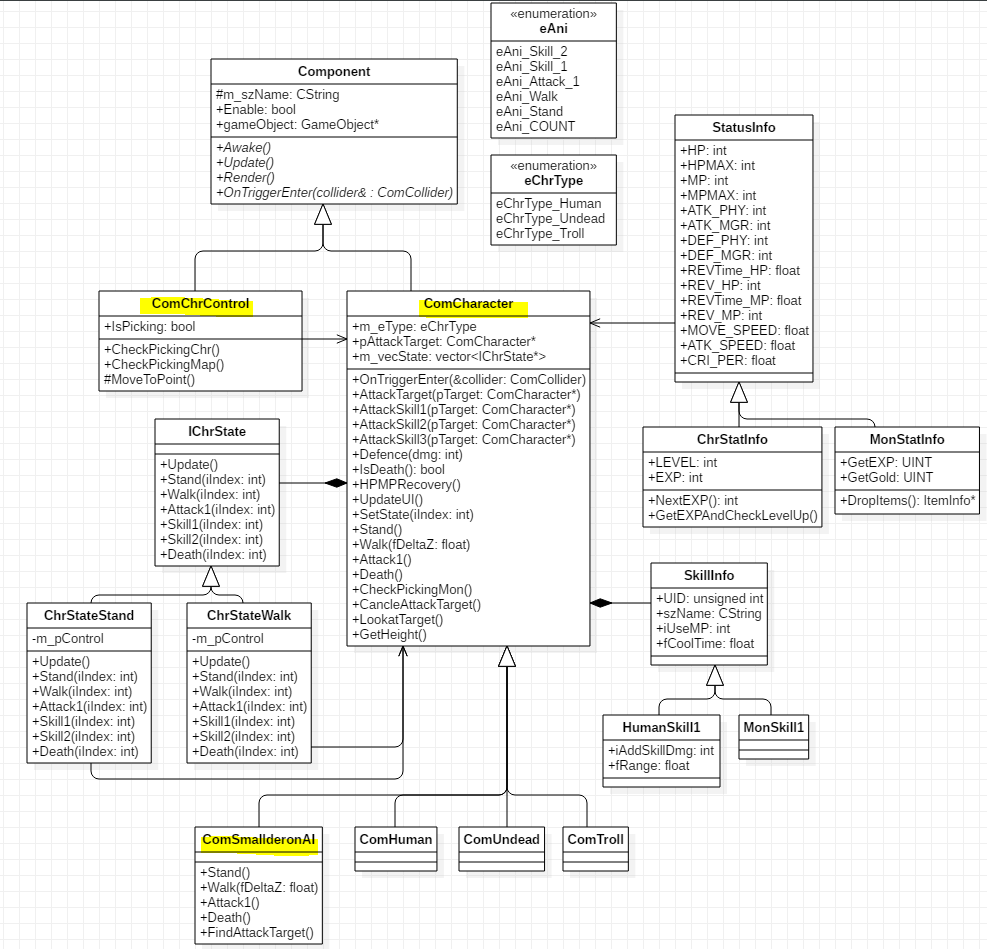 «enumeration»
eAni
eAni_Skill_2
eAni_Skill_1
eAni_Attack_1
eAni_Walk
eAni_Stand
eAni_COUNT
Component
#m_szName: CString
+Enable: bool
+gameObject: GameObject*
+Awake()
+Update()
+Render()
+OnTriggerEnter(collider& : ComCollider)
«enumeration»
eChrType
eChrType_Human
eChrType_Undead
eChrType_Troll
StatusInfo
+HP: int
+HPMAX: int
+MP: int
+MPMAX: int
+ATK_PHY: int
+ATK_MGR: int
+DEF_PHY: int
+DEF_MGR: int
+REVTime_HP: float
+REV_HP: int
+REVTime_MP: float
+REV_MP: int
+MOVE_SPEED: float
+ATK_SPEED: float
+CRI_PER: float
ComChrControl
+IsPicking: bool
+CheckPickingChr()
+CheckPickingMap()
#MoveToPoint()
ComCharacter
+m_eType: eChrType
+pAttackTarget: ComCharacter*
+m_vecState: vector<IChrState*>
+OnTriggerEnter(&collider: ComCollider)
+AttackTarget(pTarget: ComCharacter*)
+AttackSkill1(pTarget: ComCharacter*)
+AttackSkill2(pTarget: ComCharacter*)
+AttackSkill3(pTarget: ComCharacter*)
+Defence(dmg: int)
+IsDeath(): bool
+HPMPRecovery()
+UpdateUI()
+SetState(iIndex: int)
+Stand()
+Walk(fDeltaZ: float)
+Attack1()
+Death()
+CheckPickingMon()
+CancleAttackTarget()
+LookatTarget()
+GetHeight()
IChrState
+Update()
+Stand(iIndex: int)
+Walk(iIndex: int)
+Attack1(iIndex: int)
+Skill1(iIndex: int)
+Skill2(iIndex: int)
+Death(iIndex: int)
ChrStatInfo
+LEVEL: int
+EXP: int
+NextEXP(): int
+GetEXPAndCheckLevelUp()
MonStatInfo
+GetEXP: UINT
+GetGold: UINT
+DropItems(): ItemInfo*
SkillInfo
+UID: unsigned int
+szName: CString
+iUseMP: int
+fCoolTime: float
ChrStateStand
-m_pControl
+Update()
+Stand(iIndex: int)
+Walk(iIndex: int)
+Attack1(iIndex: int)
+Skill1(iIndex: int)
+Skill2(iIndex: int)
+Death(iIndex: int)
ChrStateWalk
-m_pControl
+Update()
+Stand(iIndex: int)
+Walk(iIndex: int)
+Attack1(iIndex: int)
+Skill1(iIndex: int)
+Skill2(iIndex: int)
+Death(iIndex: int)
HumanSkill1
+iAddSkillDmg: int
+fRange: float
MonSkill1
ComSmallderonAI
+Stand()
+Walk(fDeltaZ: float)
+Attack1()
+Death()
+FindAttackTarget()
ComHuman
ComUndead
ComTroll